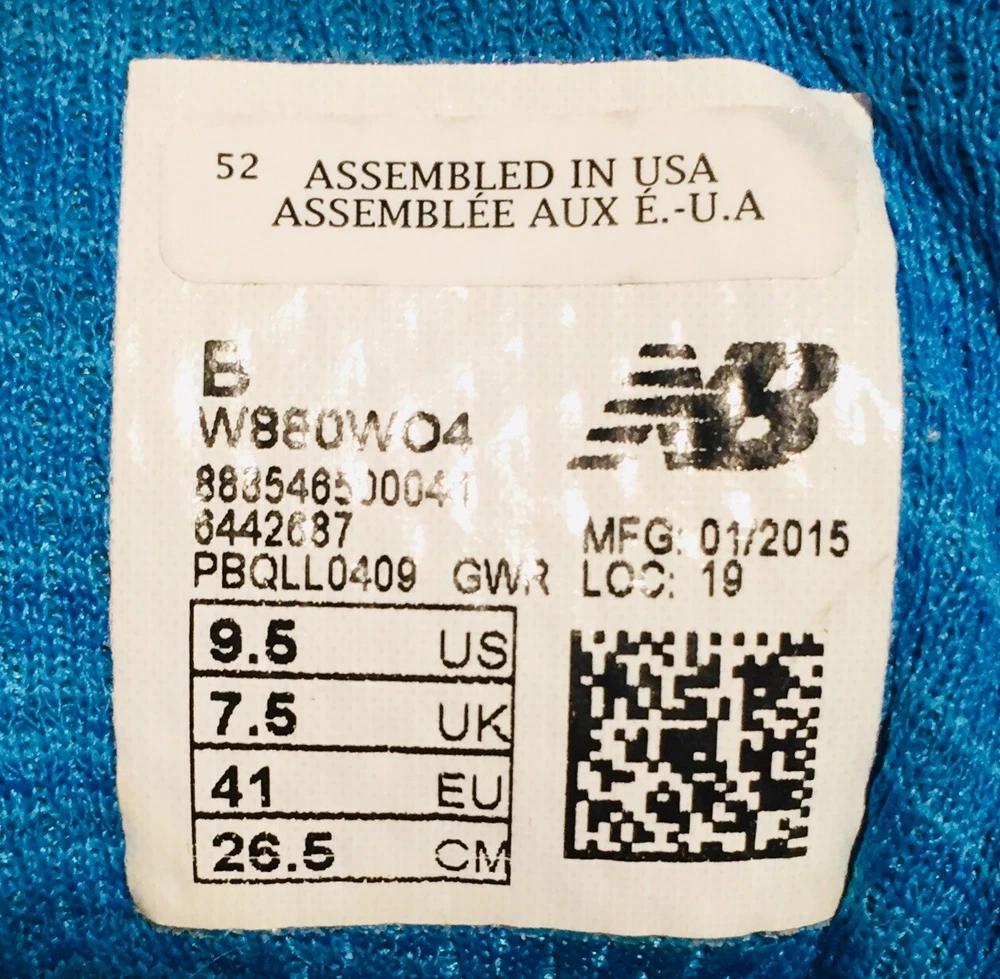 52 ASSEMBLED IN USA
ASSEMBLÉE AUX É.-U.A
B
W880WO4
NB
6442687
MFG: 01/2015
PBQLL0409 GWR LOC: 19
9.5 US
7.5 UK
41 EU
26.5 CM